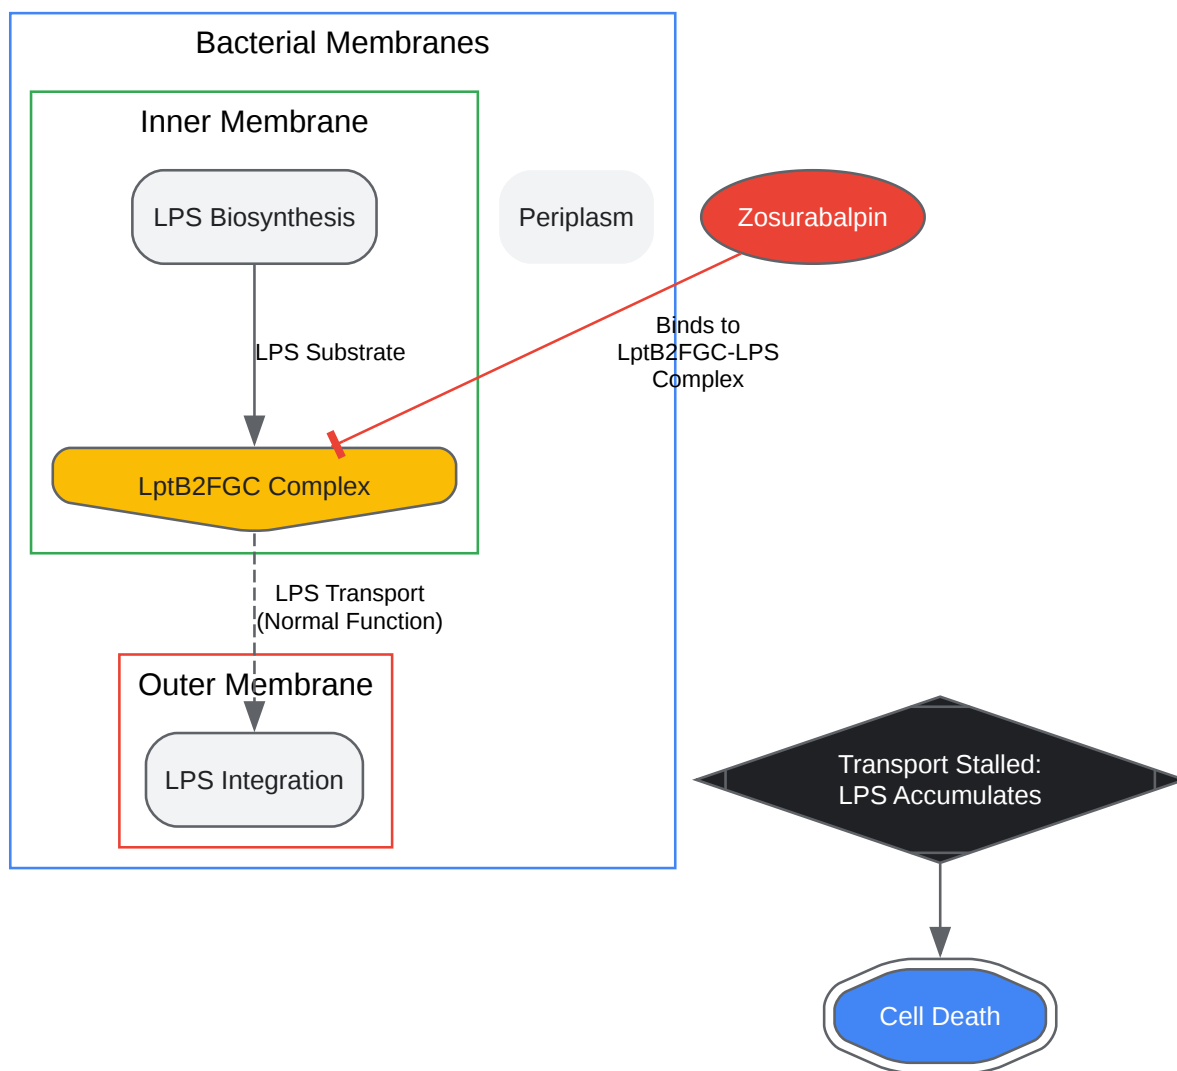 Bacterial Membranes
Inner Membrane
LPS Biosynthesis
Periplasm
Zosurabalpin
Binds to
LptB2FGC-LPS
Complex
LPS Substrate
LptB2FGC Complex
LPS Transport
(Normal Function)
Outer Membrane
LPS Integration
Transport Stalled:
LPS Accumulates
Cell Death